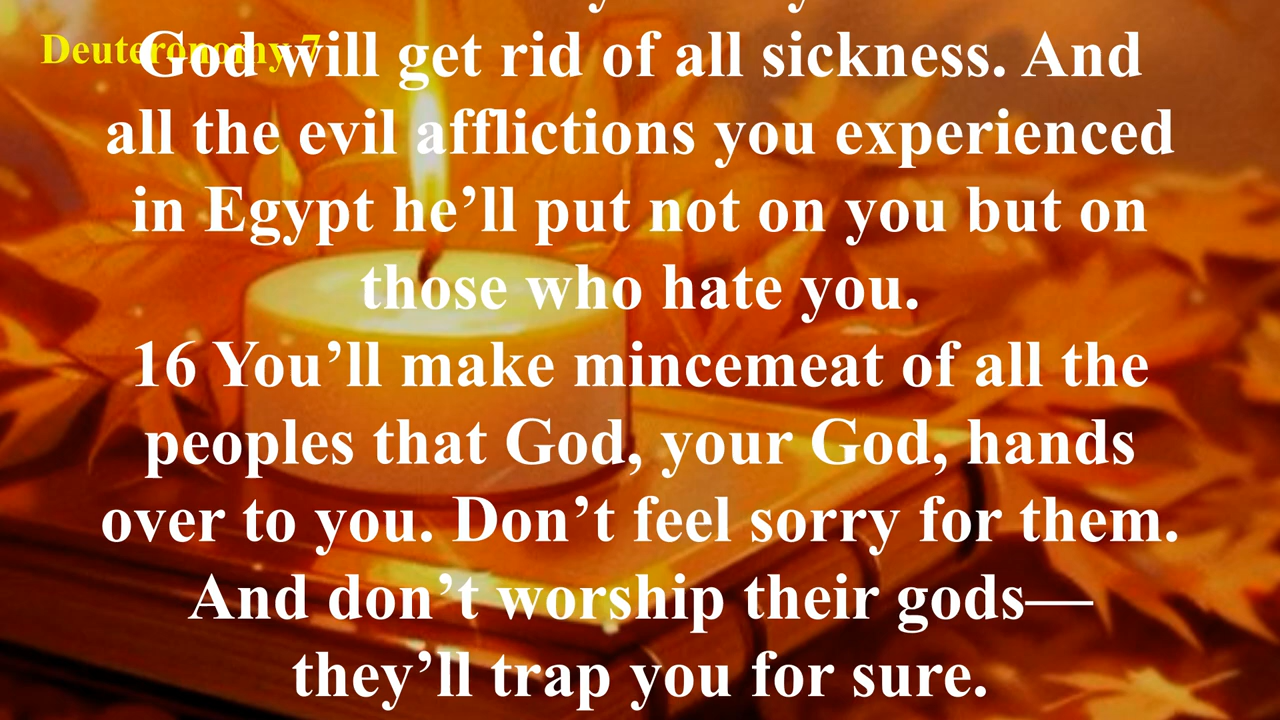 Deuteronomy 7
God will get rid of all sickness. And
all the evil afflictions you experienced
in Egypt he’ll put not on you but on
those who hate you.
16 You’ll make mincemeat of all the
peoples that God, your God, hands
over to you. Don’t feel sorry for them.
And don’t worship their gods—
they’ll trap you for sure.